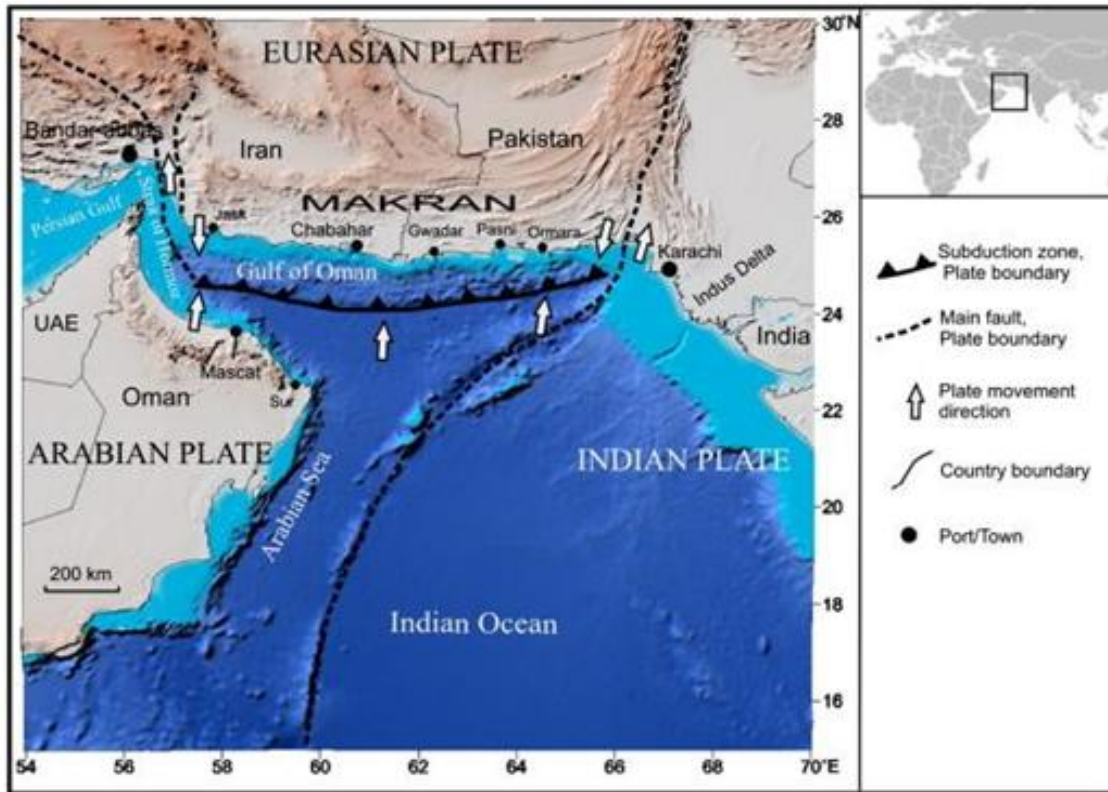 30°N
EURASIAN PLATE
28
Bandar-abbas
Iran
Pakistan
Persian Gulf
Strait of Hormoz
26
MAKRAN
Jask
Chabahar
Gwadar
Pasni
Ormara
Karachi
Gulf of Oman
Indus Delta
24
UAE
India
Mascat
Oman
Sur
22
ARABIAN PLATE
INDIAN PLATE
Arabian Sea
20
200 km
18
Indian Ocean
16
54
56
58
60
62
64
66
68
70°E
Subduction zone,
Plate boundary
Main fault,
Plate boundary
Plate movement
direction
Country boundary
Port/Town